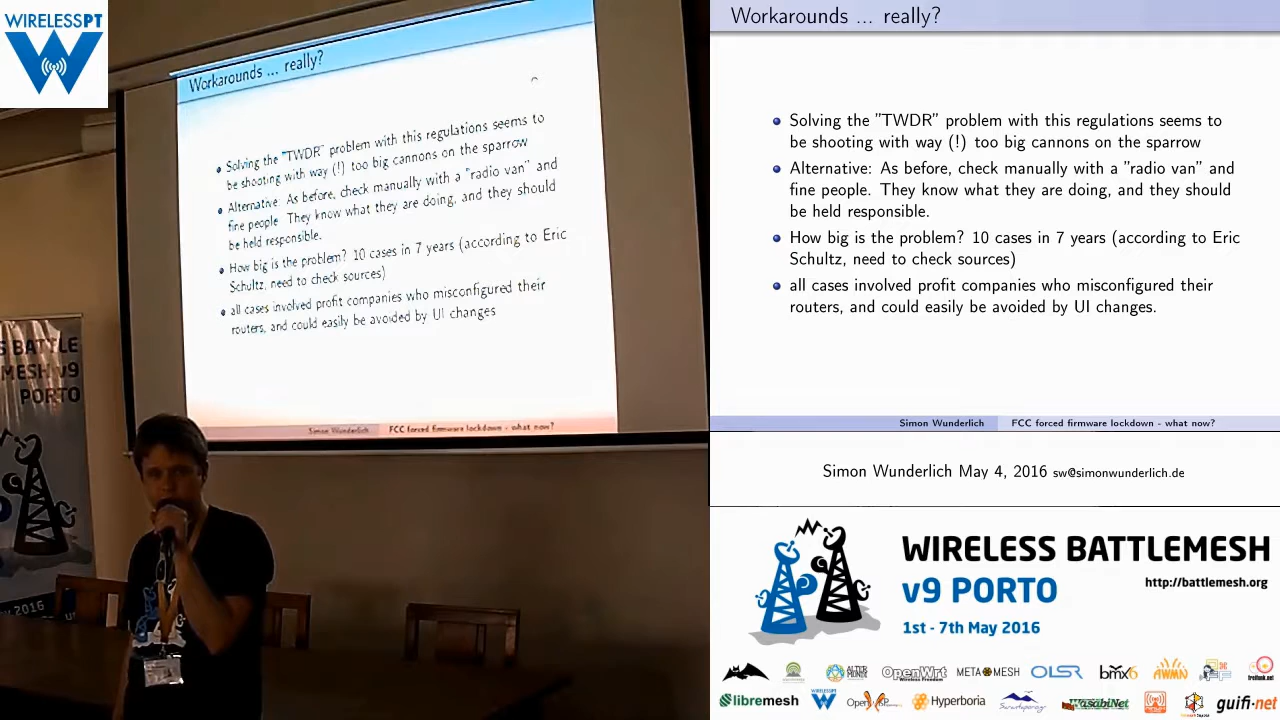 WIRELESSPT
Workarounds ... really?
Solving the "TWDR" problem with this regulations seems to
be shooting with way (!) too big cannons on the sparrow
Alternative: As before, check manually with a "radio van" and
fine people. They know what they are doing, and they should
be held responsible.
How big is the problem? 10 cases in 7 years (according to Eric
Schultz, need to check sources)
all cases involved profit companies who misconfigured their
routers, and could easily be avoided by UI changes
Simon Wunderlich FCC forced firmware lockdown - what now?
S BATTLE
MESH v9
PORTO
2016
Workarounds ... really?
Solving the "TWDR" problem with this regulations seems to
be shooting with way (!) too big cannons on the sparrow
Alternative: As before, check manually with a "radio van" and
fine people. They know what they are doing, and they should
be held responsible.
How big is the problem? 10 cases in 7 years (according to Eric
Schultz, need to check sources)
all cases involved profit companies who misconfigured their
routers, and could easily be avoided by UI changes.
Simon Wunderlich FCC forced firmware lockdown - what now?
Simon Wunderlich May 4, 2016 sw@simonwunderlich.de
WIRELESS BATTLEMESH
v9 PORTO
http://battlemesh.org
1st - 7th May 2016
OpenWrt
Wireless Freedom
META MESH
OLSR
bmx6
AWMN
freifunk.net
libremesh
Hyperboria
WasabiNet
guifi·net